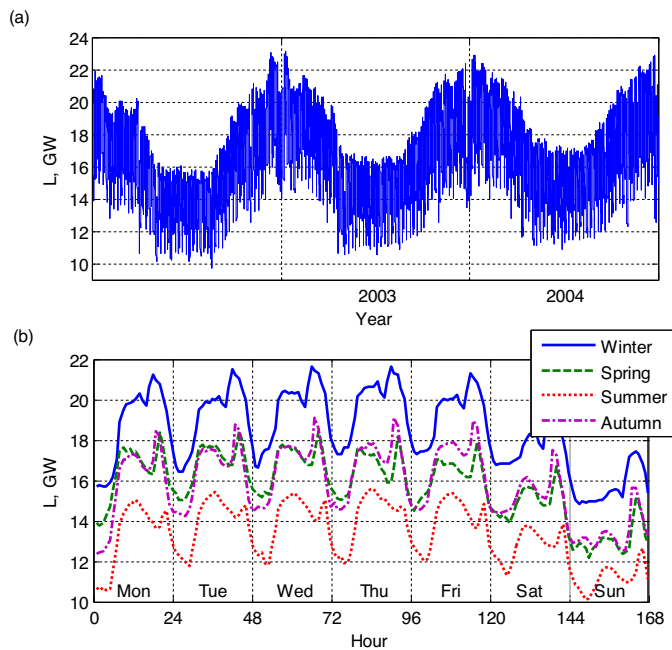 (a)
24
22
20
18
16
14
12
10
L, GW
2003 2004
Year
(b)
22
20
18
16
14
12
10
L, GW
Winter
Spring
Summer
Autumn
Mon Tue Wed Thu Fri Sat Sun
0 24 48 72 96 120 144 168
Hour